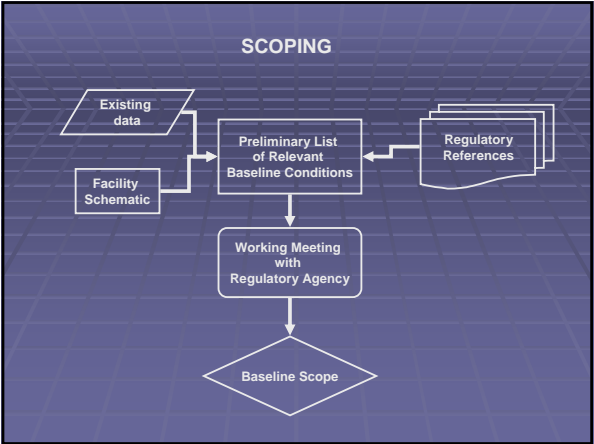 SCOPING
Existing
data
Preliminary List
of Relevant
Baseline Conditions
Regulatory
References
Facility
Schematic
Working Meeting
with
Regulatory Agency
Baseline Scope